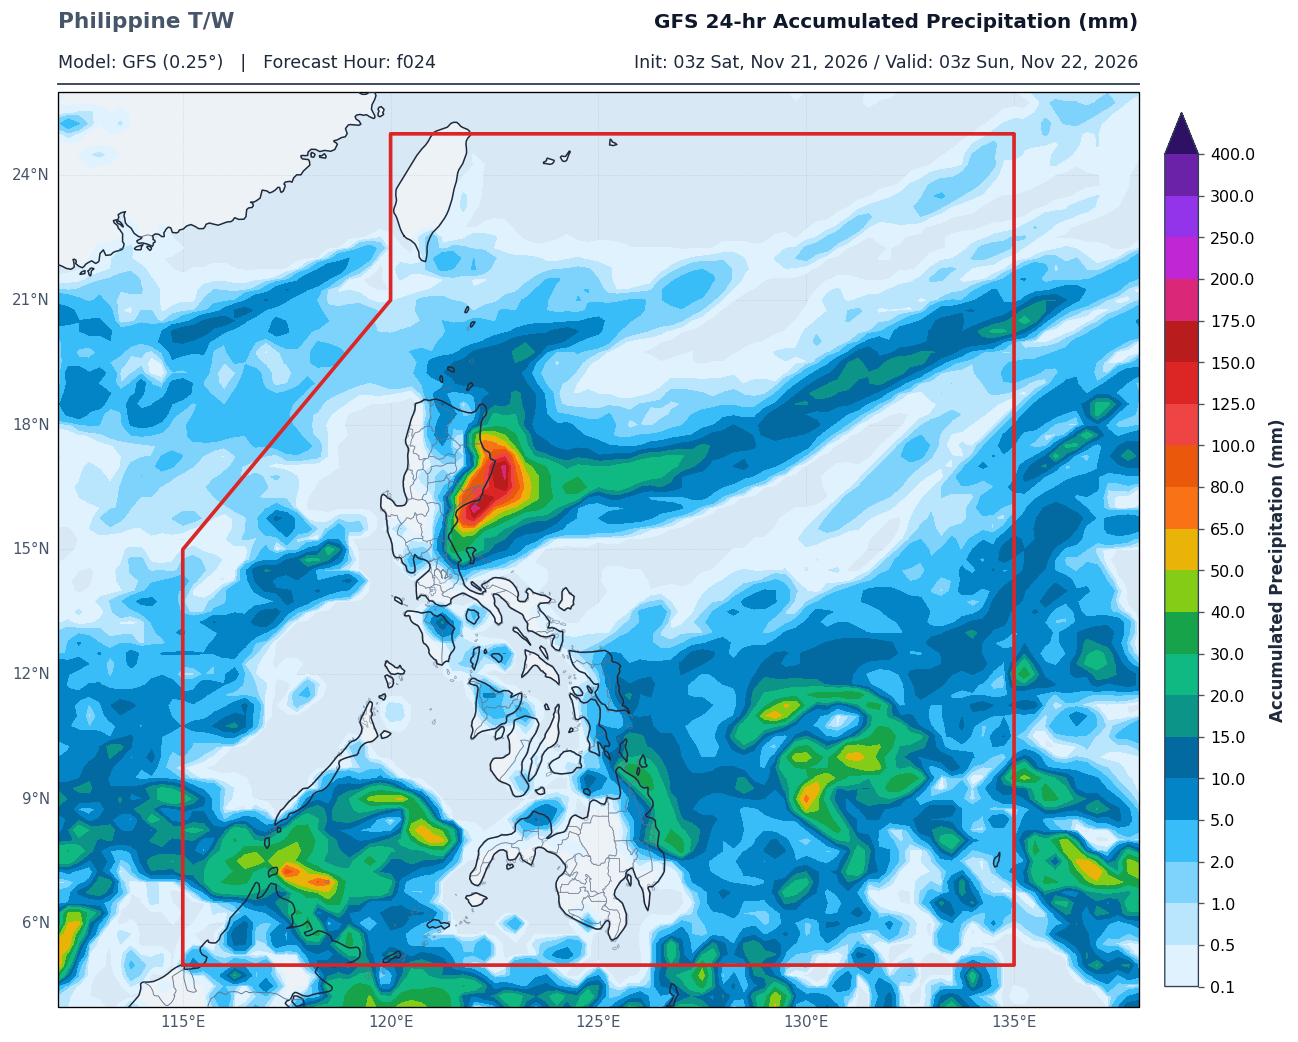 Philippine T/W
GFS 24-hr Accumulated Precipitation (mm)
Model: GFS (0.25°)   |   Forecast Hour: f024
Init: 03z Sat, Nov 21, 2026 / Valid: 03z Sun, Nov 22, 2026
24°N
21°N
18°N
15°N
12°N
9°N
6°N
115°E
120°E
125°E
130°E
135°E
400.0
300.0
250.0
200.0
175.0
150.0
125.0
100.0
80.0
65.0
50.0
40.0
30.0
20.0
15.0
10.0
5.0
2.0
1.0
0.5
0.1
Accumulated Precipitation (mm)